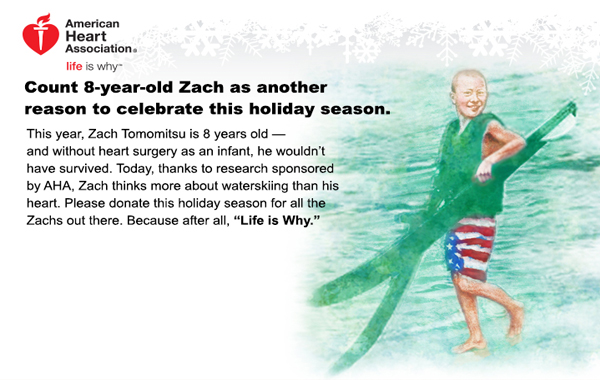 American
Heart
Association®
life is why™
Count 8-year-old Zach as another
reason to celebrate this holiday season.
This year, Zach Tomomitsu is 8 years old —
and without heart surgery as an infant, he wouldn't
have survived. Today, thanks to research sponsored
by AHA, Zach thinks more about waterskiing than his
heart. Please donate this holiday season for all the
Zachs out there. Because after all, “Life is Why.”